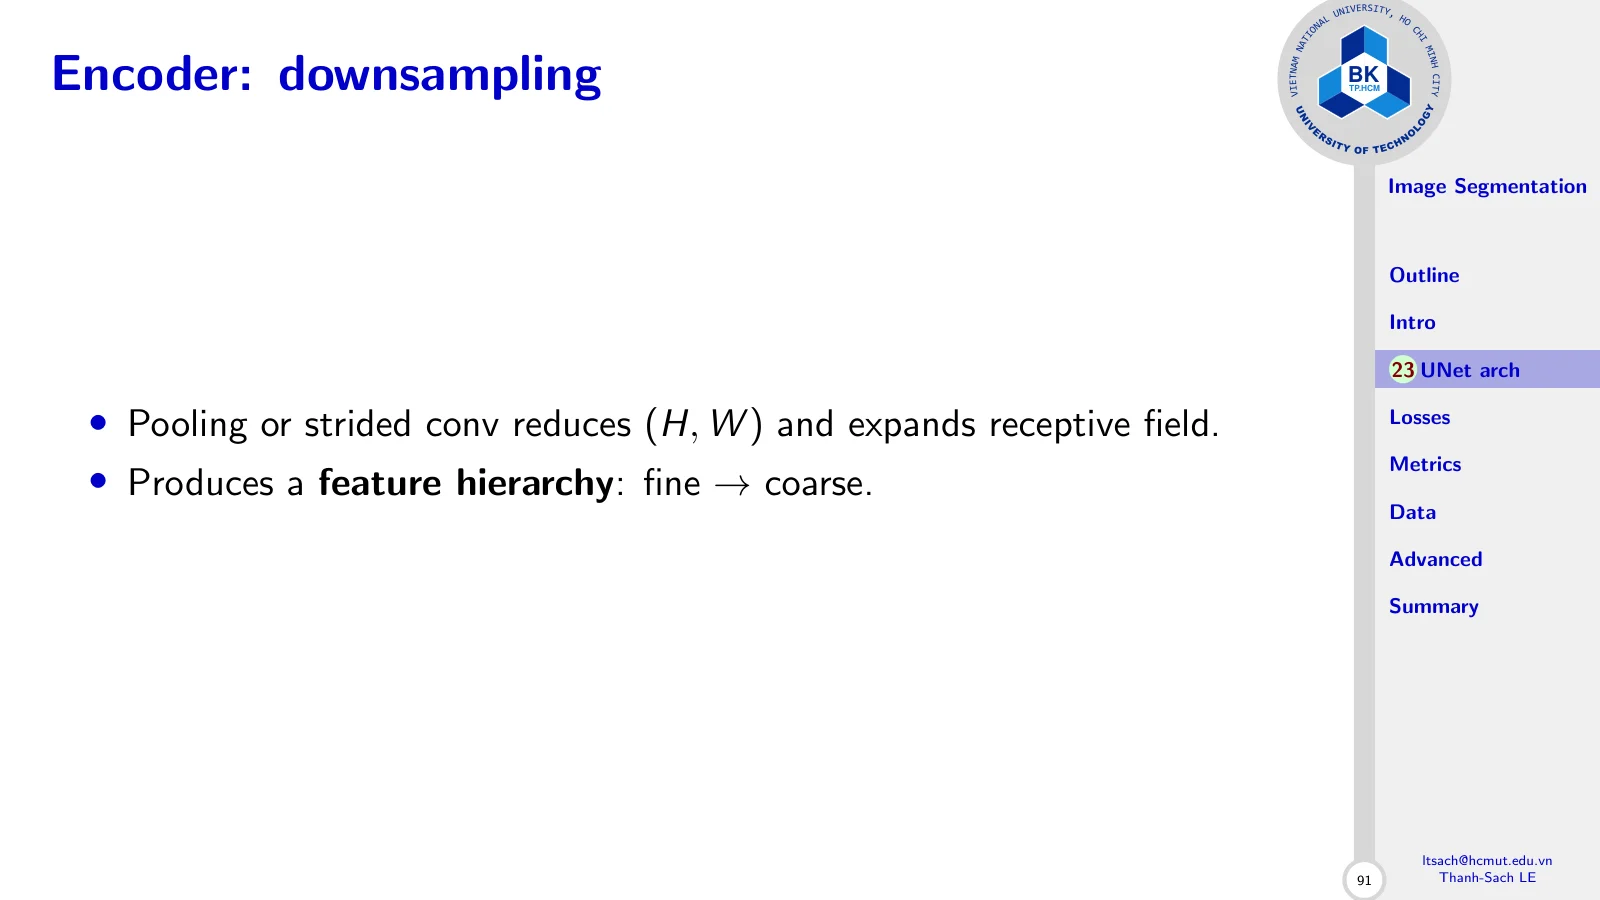 Encoder: downsampling
• Pooling or strided conv reduces (H, W) and expands receptive field.
• Produces a feature hierarchy: fine → coarse.
VIETNAM NATIONAL UNIVERSITY, HO CHI MINH CITY
BK
TP.HCM
UNIVERSITY OF TECHNOLOGY
Image Segmentation
Outline
Intro
23 UNet arch
Losses
Metrics
Data
Advanced
Summary
ltsach@hcmut.edu.vn
Thanh-Sach LE
91